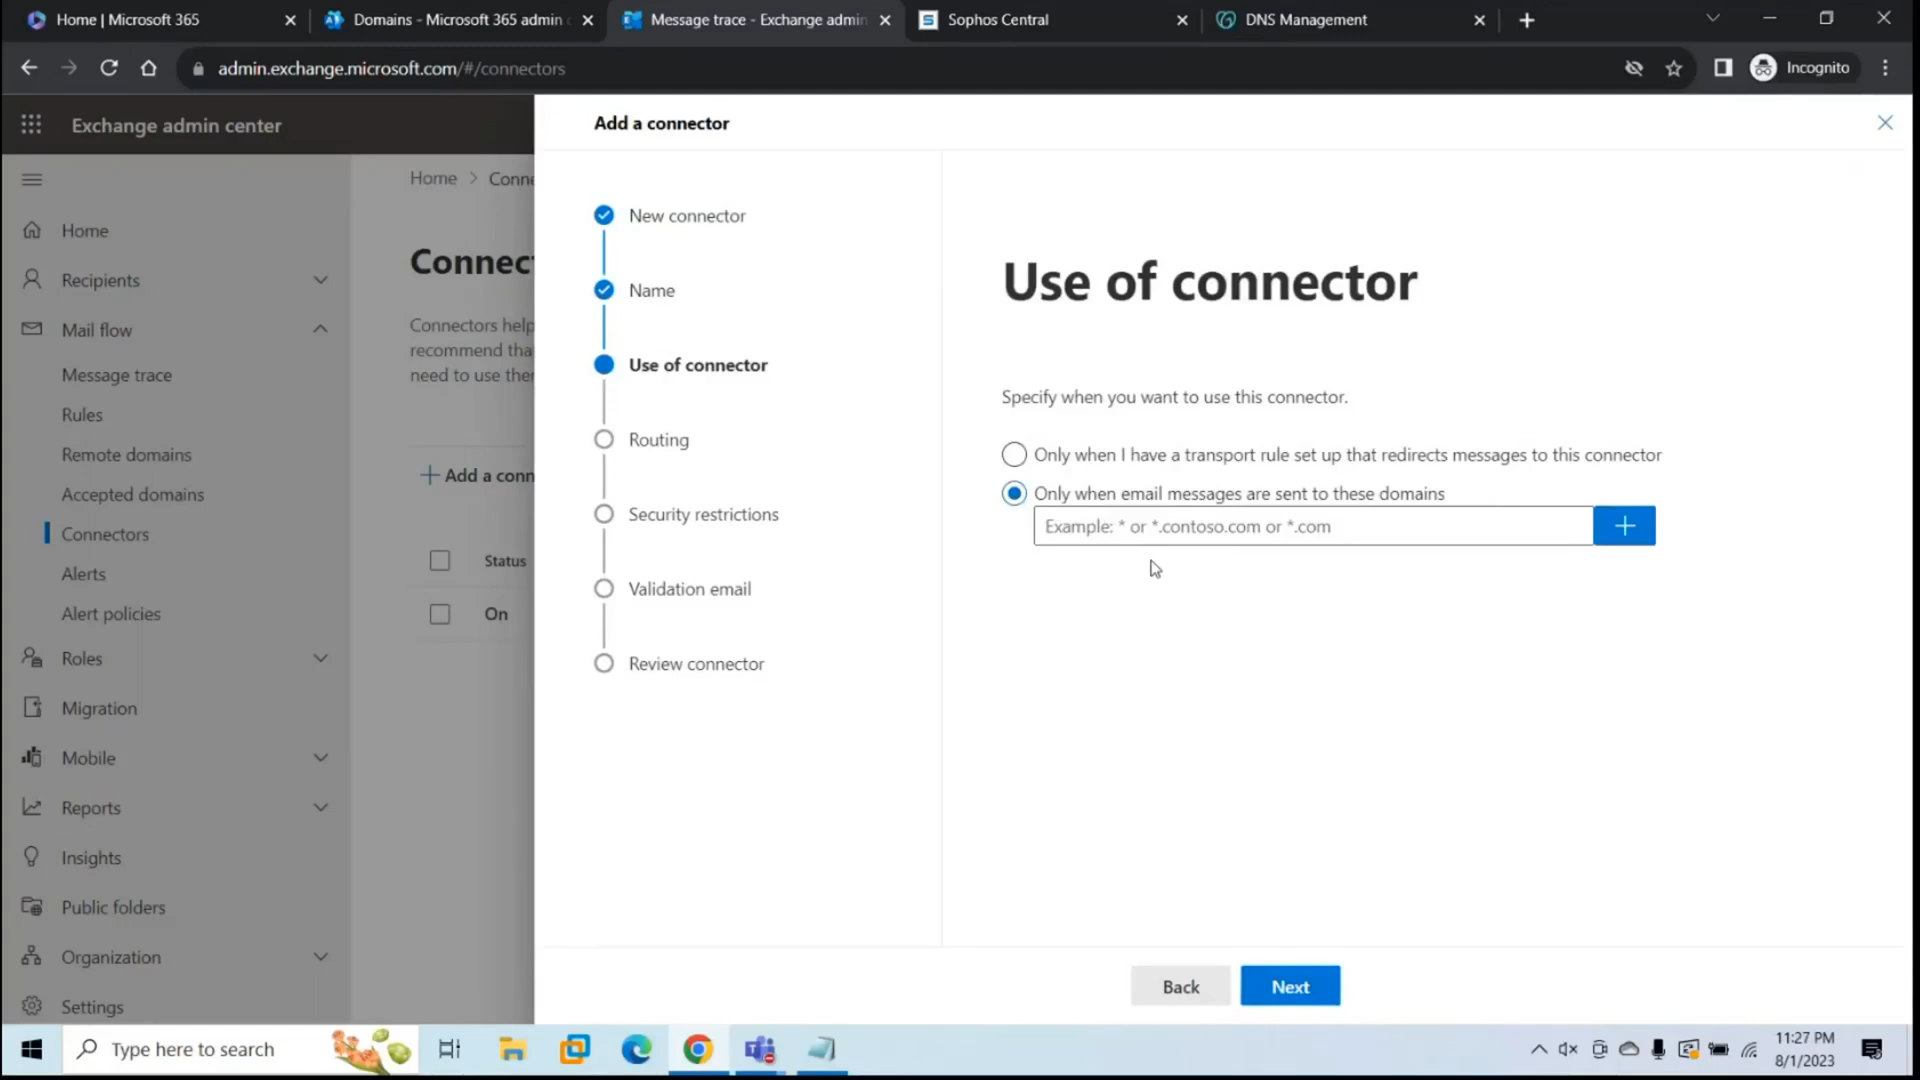 Home | Microsoft 365
Domains - Microsoft 365 admin c
Message trace - Exchange admin
Sophos Central
DNS Management
admin.exchange.microsoft.com/#/connectors
Incognito
Exchange admin center
Home
Recipients
Mail flow
Message trace
Rules
Remote domains
Accepted domains
Connectors
Alerts
Alert policies
Roles
Migration
Mobile
Reports
Insights
Public folders
Organization
Settings
Home > Conne
Connec
Connectors help
recommend tha
need to use ther
+ Add a conn
Status
On
Add a connector
New connector
Name
Use of connector
Routing
Security restrictions
Validation email
Review connector
Use of connector
Specify when you want to use this connector.
Only when I have a transport rule set up that redirects messages to this connector
Only when email messages are sent to these domains
Example: * or *.contoso.com or *.com
Back
Next
Type here to search
11:27 PM
8/1/2023